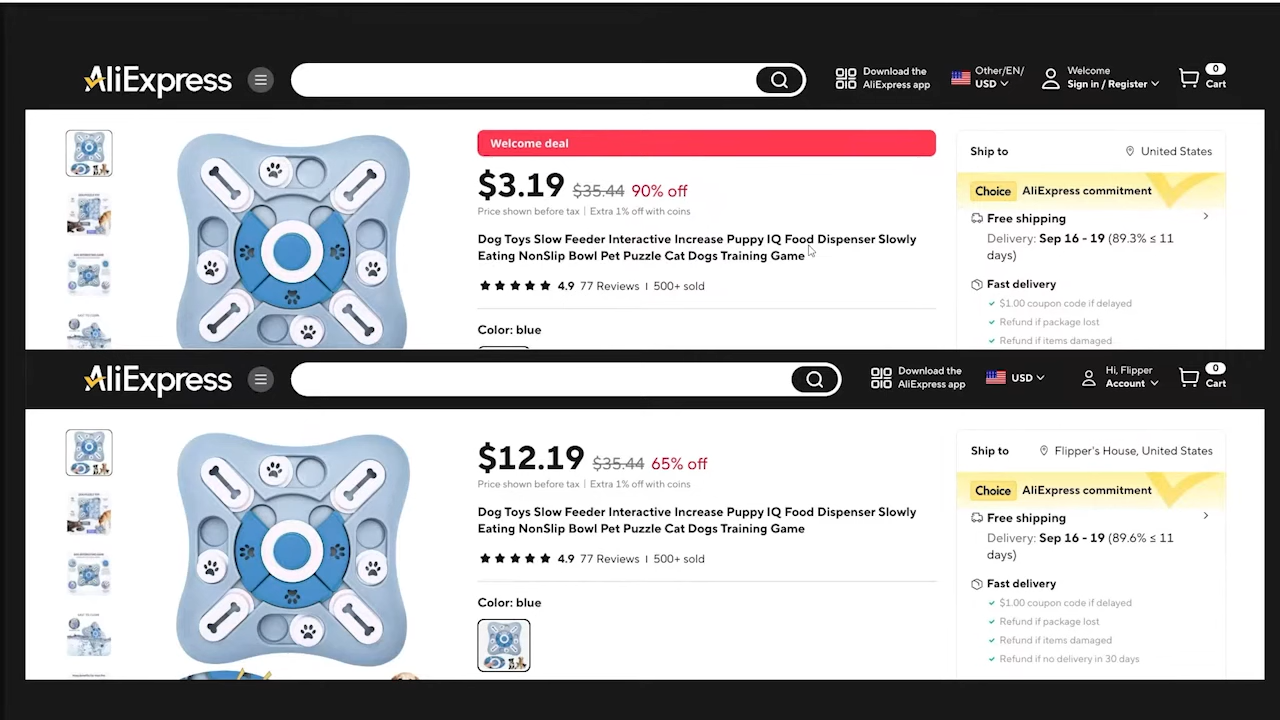 AliExpress
Download the
AliExpress app
Other/EN/
USD
Welcome
Sign in / Register
0
Cart
Welcome deal
$3.19 $35.44 90% off
Price shown before tax | Extra 1% off with coins
Dog Toys Slow Feeder Interactive Increase Puppy IQ Food Dispenser Slowly
Eating NonSlip Bowl Pet Puzzle Cat Dogs Training Game
4.9 77 Reviews | 500+ sold
Color: blue
Ship to United States
Choice AliExpress commitment
Free shipping
Delivery: Sep 16 - 19 (89.3% ≤ 11
days)
Fast delivery
$1.00 coupon code if delayed
Refund if package lost
Refund if items damaged
AliExpress
Download the
AliExpress app
USD
Hi, Flipper
Account
0
Cart
$12.19 $35.44 65% off
Price shown before tax | Extra 1% off with coins
Dog Toys Slow Feeder Interactive Increase Puppy IQ Food Dispenser Slowly
Eating NonSlip Bowl Pet Puzzle Cat Dogs Training Game
4.9 77 Reviews | 500+ sold
Color: blue
Ship to Flipper's House, United States
Choice AliExpress commitment
Free shipping
Delivery: Sep 16 - 19 (89.6% ≤ 11
days)
Fast delivery
$1.00 coupon code if delayed
Refund if package lost
Refund if items damaged
Refund if no delivery in 30 days